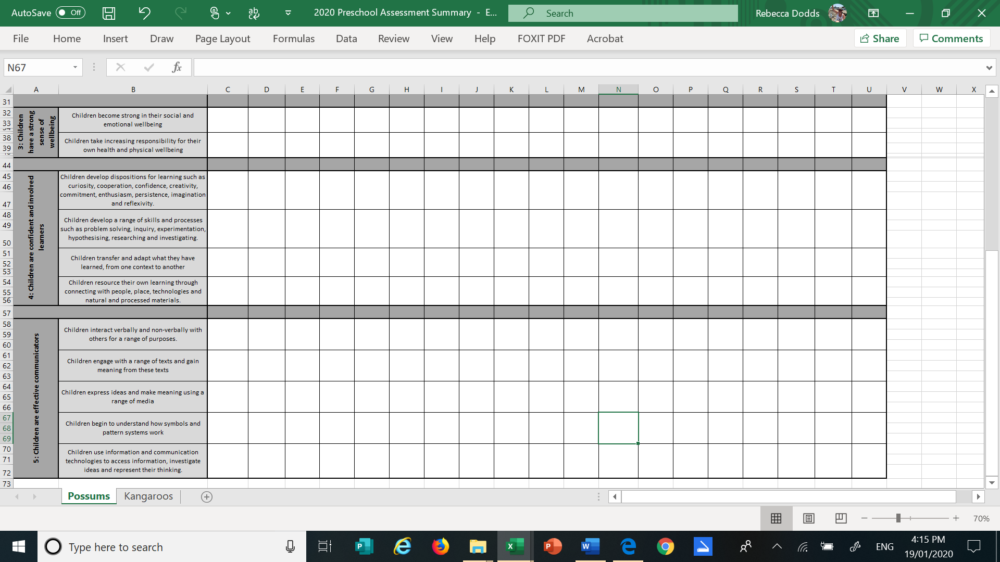 AutoSave Off 2020 Preschool Assessment Summary - E... Search Rebecca Dodds
File Home Insert Draw Page Layout Formulas Data Review View Help FOXIT PDF Acrobat Share Comments
N67 fx
A B C D E F G H I J K L M N O P Q R S T U V W X
31
32
33
38
39
3: Children
have a strong
sense of
wellbeing
Children become strong in their social and
emotional wellbeing
Children take increasing responsibility for their
own health and physical wellbeing
44
45
46
47
48
49
50
51
52
53
54
55
56
4: Children are confident and involved
learners
Children develop dispositions for learning such as
curiosity, cooperation, confidence, creativity,
commitment, enthusiasm, persistence, imagination
and reflexivity.
Children develop a range of skills and processes
such as problem solving, inquiry, experimentation,
hypothesising, researching and investigating.
Children transfer and adapt what they have
learned, from one context to another
Children resource their own learning through
connecting with people, place, technologies and
natural and processed materials.
57
58
59
60
61
62
63
64
65
66
67
68
69
70
71
72
73
5: Children are effective communicators
Children interact verbally and non-verbally with
others for a range of purposes.
Children engage with a range of texts and gain
meaning from these texts
Children express ideas and make meaning using a
range of media
Children begin to understand how symbols and
pattern systems work
Children use information and communication
technologies to access information, investigate
ideas and represent their thinking.
Possums Kangaroos
70%
Type here to search
ENG
4:15 PM
19/01/2020